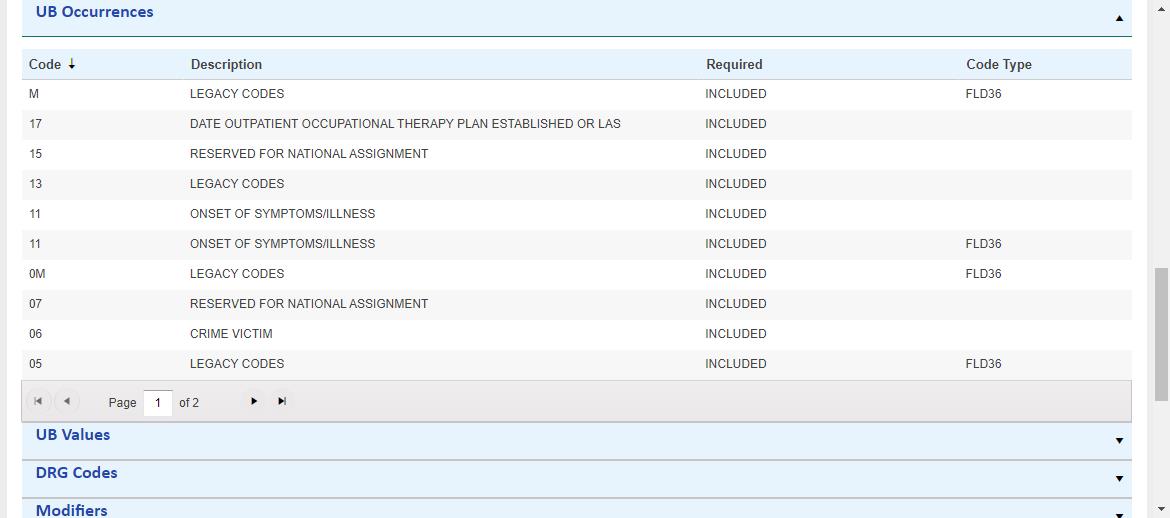 UB Occurrences
Code Description Required Code Type
M LEGACY CODES INCLUDED FLD36
17 DATE OUTPATIENT OCCUPATIONAL THERAPY PLAN ESTABLISHED OR LAS INCLUDED
15 RESERVED FOR NATIONAL ASSIGNMENT INCLUDED
13 LEGACY CODES INCLUDED
11 ONSET OF SYMPTOMS/ILLNESS INCLUDED
11 ONSET OF SYMPTOMS/ILLNESS INCLUDED FLD36
0M LEGACY CODES INCLUDED FLD36
07 RESERVED FOR NATIONAL ASSIGNMENT INCLUDED
06 CRIME VICTIM INCLUDED
05 LEGACY CODES INCLUDED FLD36
Page 1 of 2
UB Values
DRG Codes
Modifiers